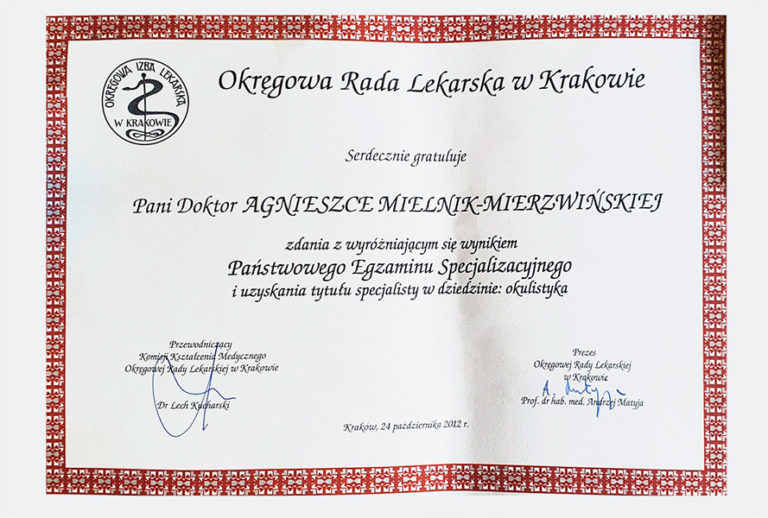 OKRĘGOWA IZBA LEKARSKA
W KRAKOWIE
Okręgowa Rada Lekarska w Krakowie
Serdecznie gratuluje
Pani Doktor AGNIESZCE MIELNIK-MIERZWIŃSKIEJ
zdania z wyróżniającym się wynikiem
Państwowego Egzaminu Specjalizacyjnego
i uzyskania tytułu specjalisty w dziedzinie: okulistyka
Przewodniczący
Komisji Kształcenia Medycznego
Okręgowej Rady Lekarskiej w Krakowie
Dr Lech Kucharski
Prezes
Okręgowej Rady Lekarskiej
w Krakowie
Prof. dr hab. med. Andrzej Matyja
Kraków, 24 października 2012 r.